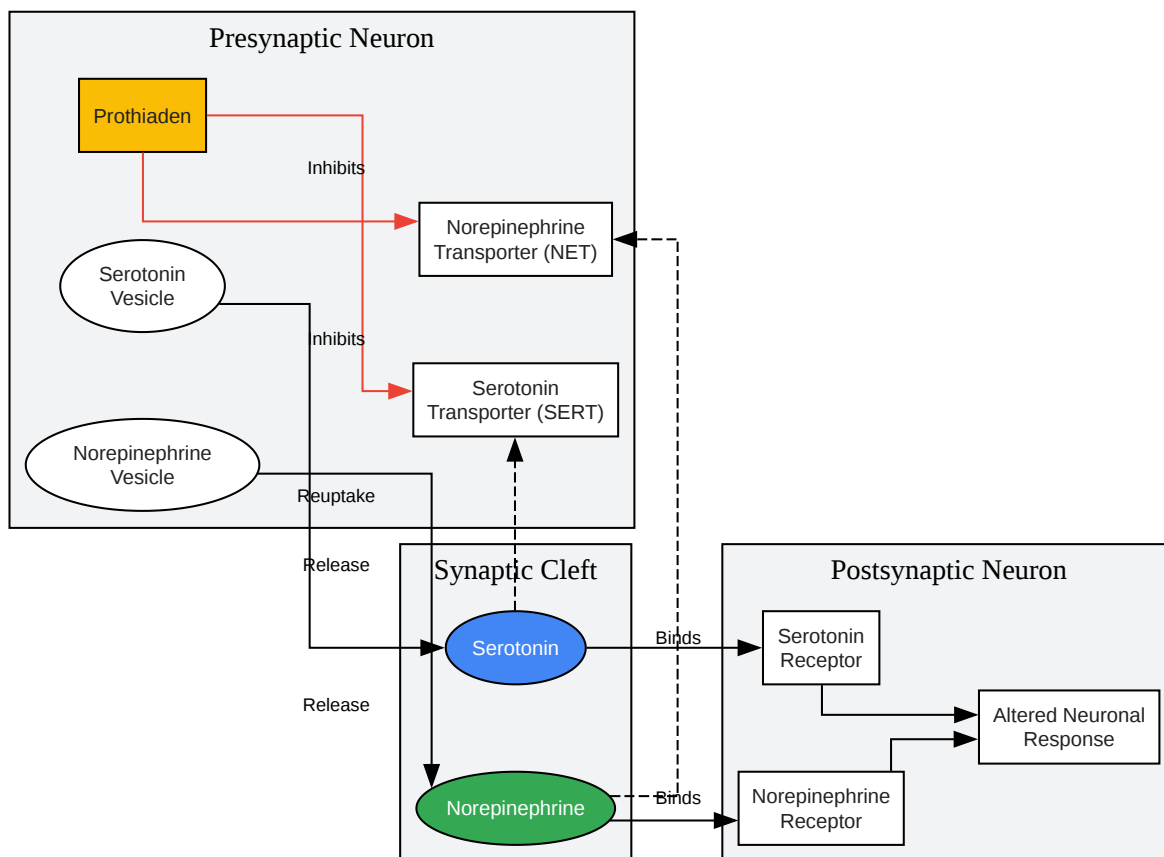 Presynaptic Neuron
Prothiaden
Inhibits
Norepinephrine
Transporter (NET)
Serotonin
Vesicle
Inhibits
Serotonin
Transporter (SERT)
Norepinephrine
Vesicle
Reuptake
Release
Synaptic Cleft
Postsynaptic Neuron
Serotonin
Binds
Serotonin
Receptor
Release
Altered Neuronal
Response
Norepinephrine
Binds
Norepinephrine
Receptor